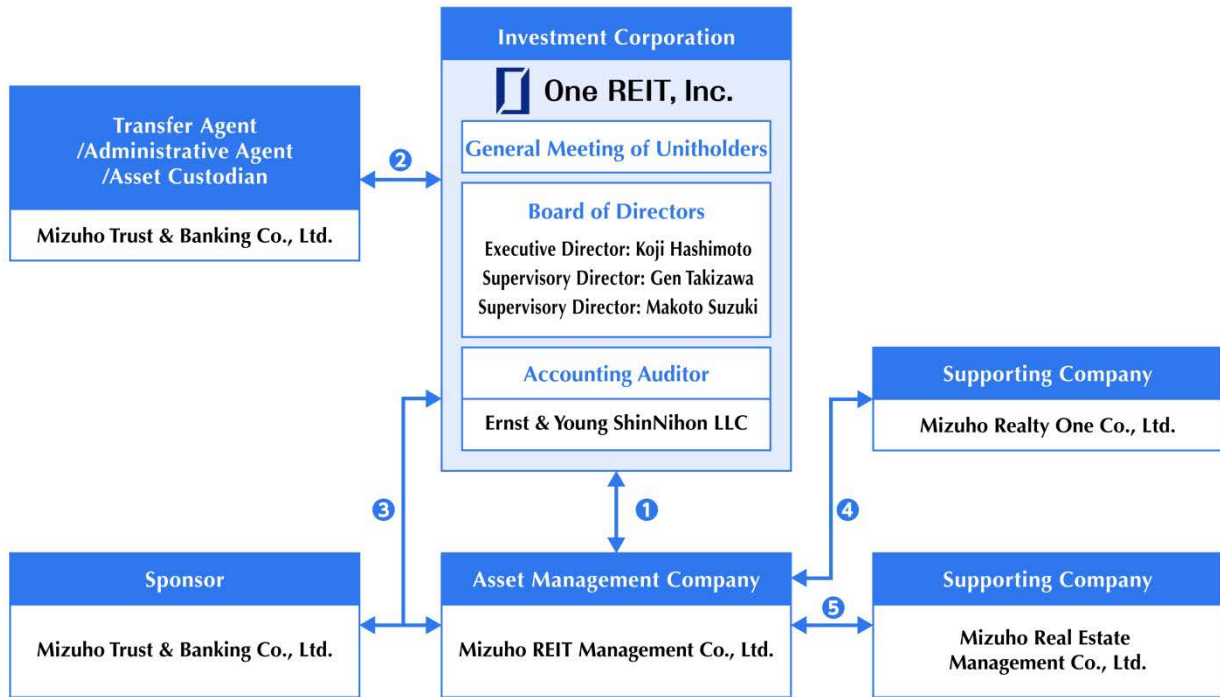 Investment Corporation
One REIT, Inc.
General Meeting of Unitholders
Board of Directors
Executive Director: Koji Hashimoto
Supervisory Director: Gen Takizawa
Supervisory Director: Makoto Suzuki
Accounting Auditor
Ernst & Young ShinNihon LLC
Transfer Agent
/Administrative Agent
/Asset Custodian
Mizuho Trust & Banking Co., Ltd.
2
3
1
4
Supporting Company
Mizuho Realty One Co., Ltd.
Sponsor
Mizuho Trust & Banking Co., Ltd.
Asset Management Company
Mizuho REIT Management Co., Ltd.
5
Supporting Company
Mizuho Real Estate
Management Co., Ltd.